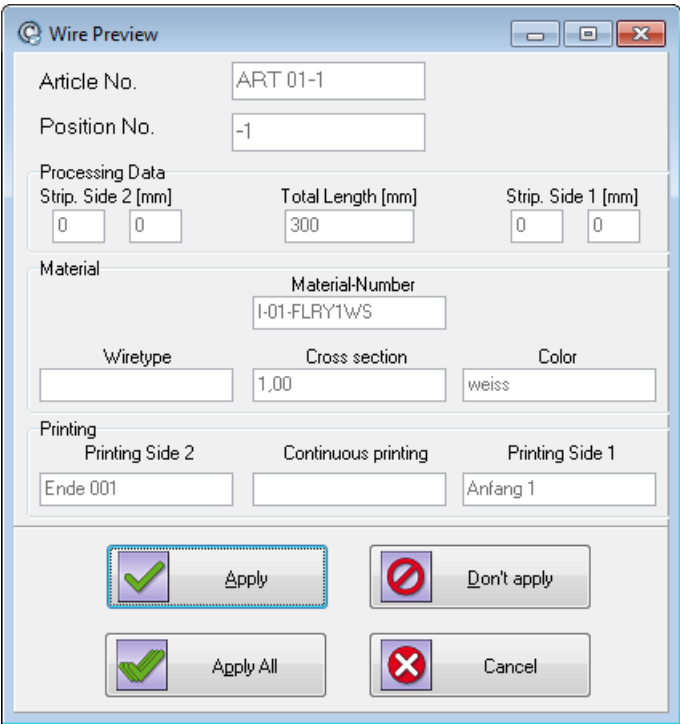 Wire Preview
Article No. ART 01-1
Position No. -1
Processing Data
Strip. Side 2 [mm] Total Length [mm] Strip. Side 1 [mm]
0 0 300 0 0
Material
Material-Number
I-01-FLRY1WS
Wiretype Cross section Color
1,00 weiss
Printing
Printing Side 2 Continuous printing Printing Side 1
Ende 001 Anfang 1
Apply Don't apply
Apply All Cancel